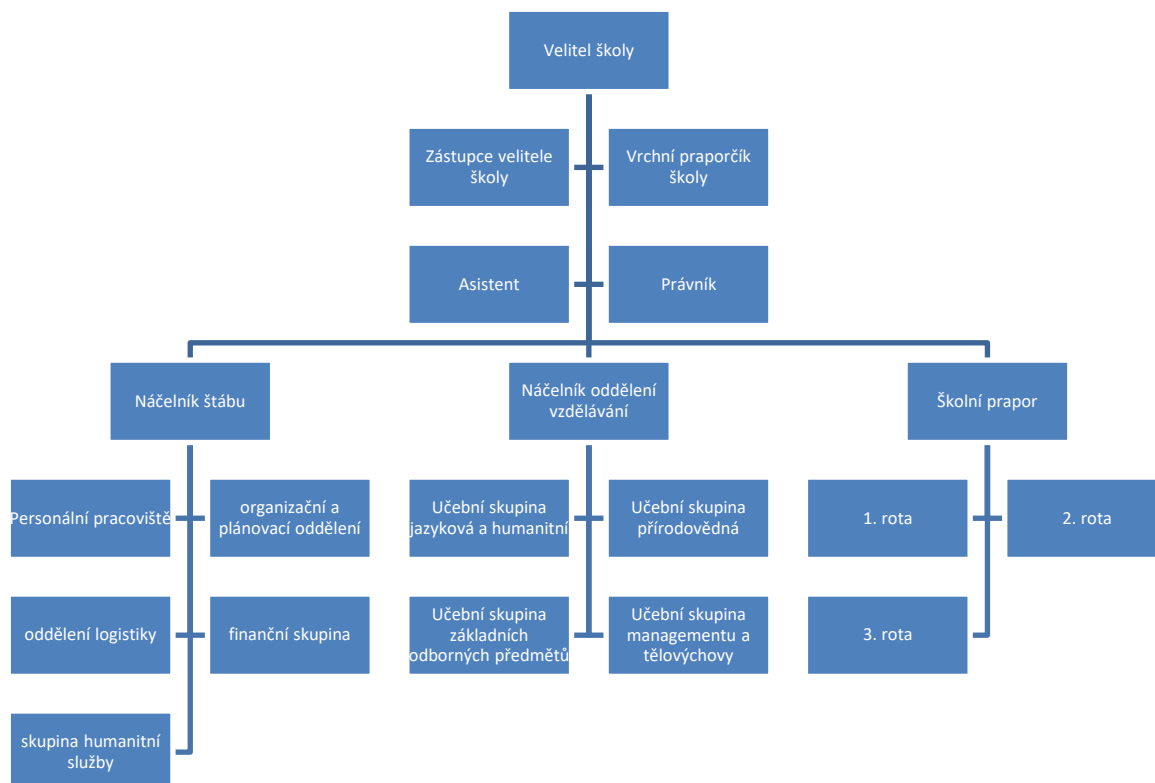 Velitel školy
Zástupce velitele
školy
Vrchní praporčík
školy
Asistent
Právník
Náčelník štábu
Náčelník oddělení
vzdělávání
Školní prapor
Personální pracoviště
organizační a
plánovací oddělení
Učební skupina
jazyková a humanitní
Učební skupina
přírodovědná
1. rota
2. rota
oddělení logistiky
finanční skupina
Učební skupina
základních
odborných předmětů
Učební skupina
managementu a
tělovýchovy
3. rota
skupina humanitní
služby